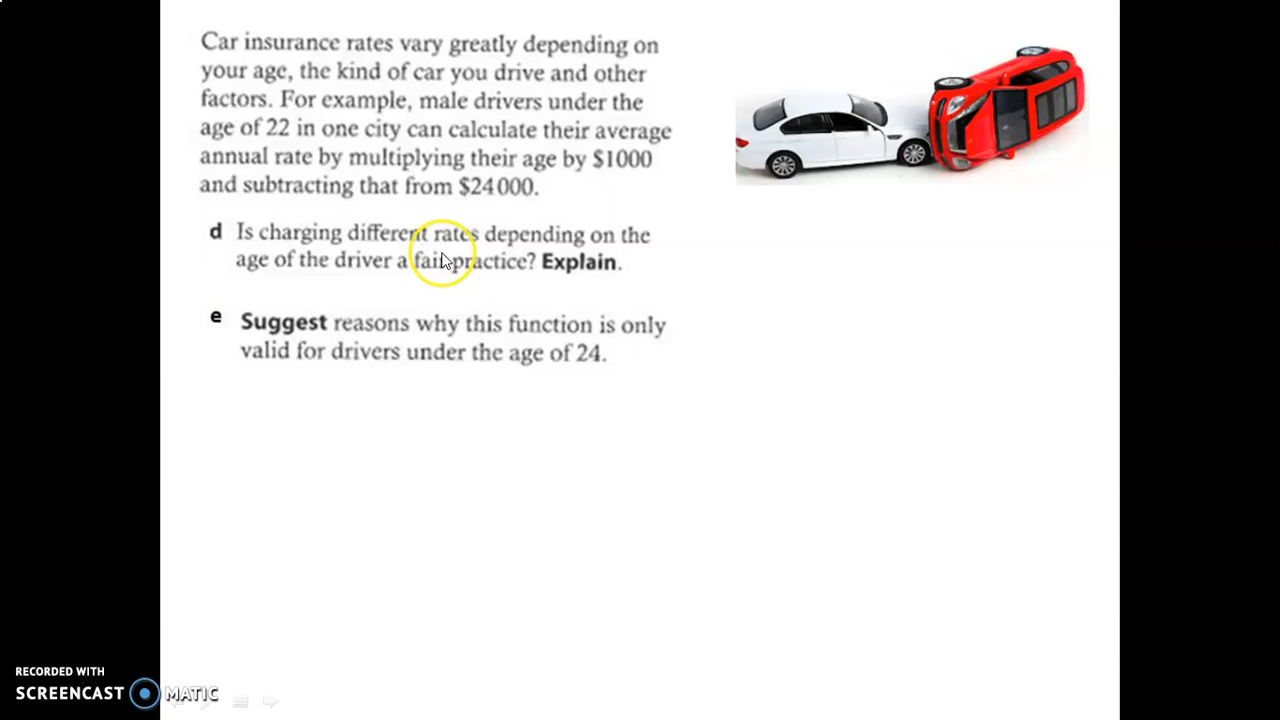 Car insurance rates vary greatly depending on
your age, the kind of car you drive and other
factors. For example, male drivers under the
age of 22 in one city can calculate their average
annual rate by multiplying their age by $1000
and subtracting that from $24 000.
d Is charging different rates depending on the
age of the driver a fair practice? Explain.
e Suggest reasons why this function is only
valid for drivers under the age of 24.
RECORDED WITH
SCREENCAST MATIC